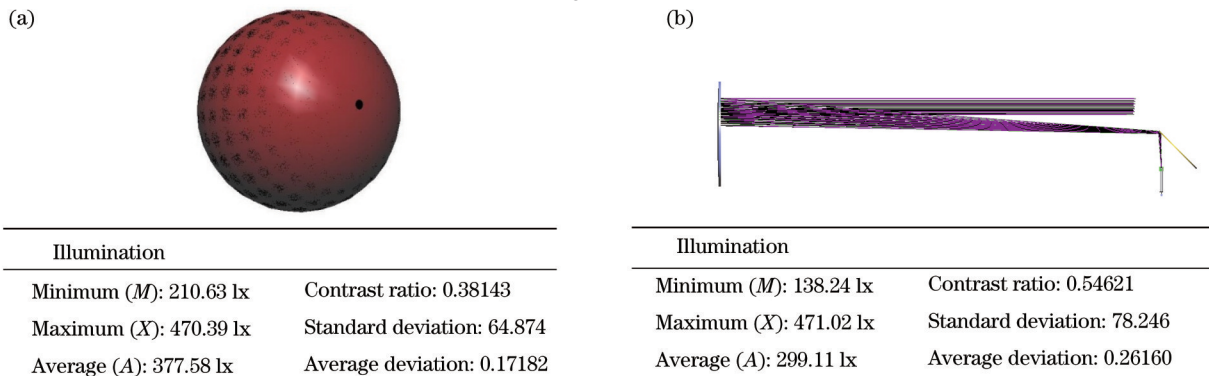 (a)
Illumination
Minimum (M): 210.63 lx Contrast ratio: 0.38143
Maximum (X): 470.39 lx Standard deviation: 64.874
Average (A): 377.58 lx Average deviation: 0.17182
(b)
Illumination
Minimum (M): 138.24 lx Contrast ratio: 0.54621
Maximum (X): 471.02 lx Standard deviation: 78.246
Average (A): 299.11 lx Average deviation: 0.26160